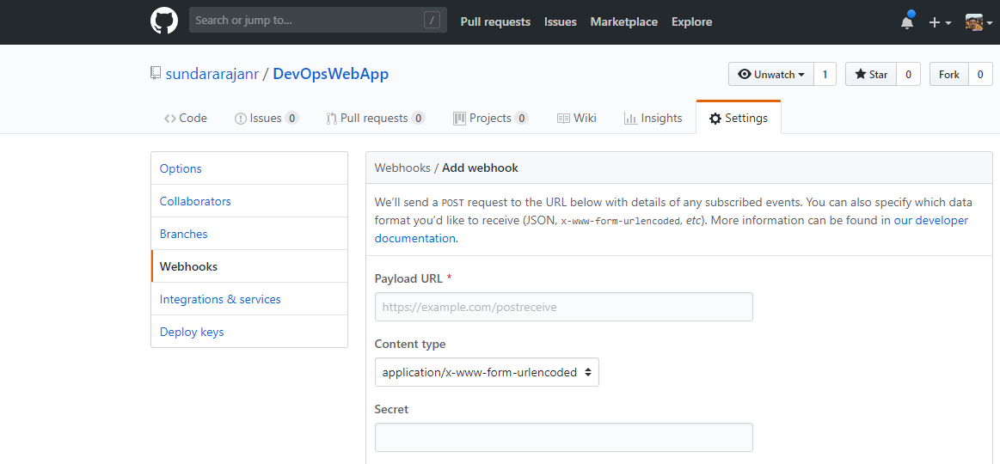 Search or jump to... / Pull requests Issues Marketplace Explore
sundararajanr / DevOpsWebApp Unwatch 1 Star 0 Fork 0
Code Issues 0 Pull requests 0 Projects 0 Wiki Insights Settings
Options
Collaborators
Branches
Webhooks
Integrations & services
Deploy keys
Webhooks / Add webhook
We’ll send a POST request to the URL below with details of any subscribed events. You can also specify which data
format you’d like to receive (JSON, x-www-form-urlencoded, etc). More information can be found in our developer
documentation.
Payload URL *
https://example.com/postreceive
Content type
application/x-www-form-urlencoded
Secret